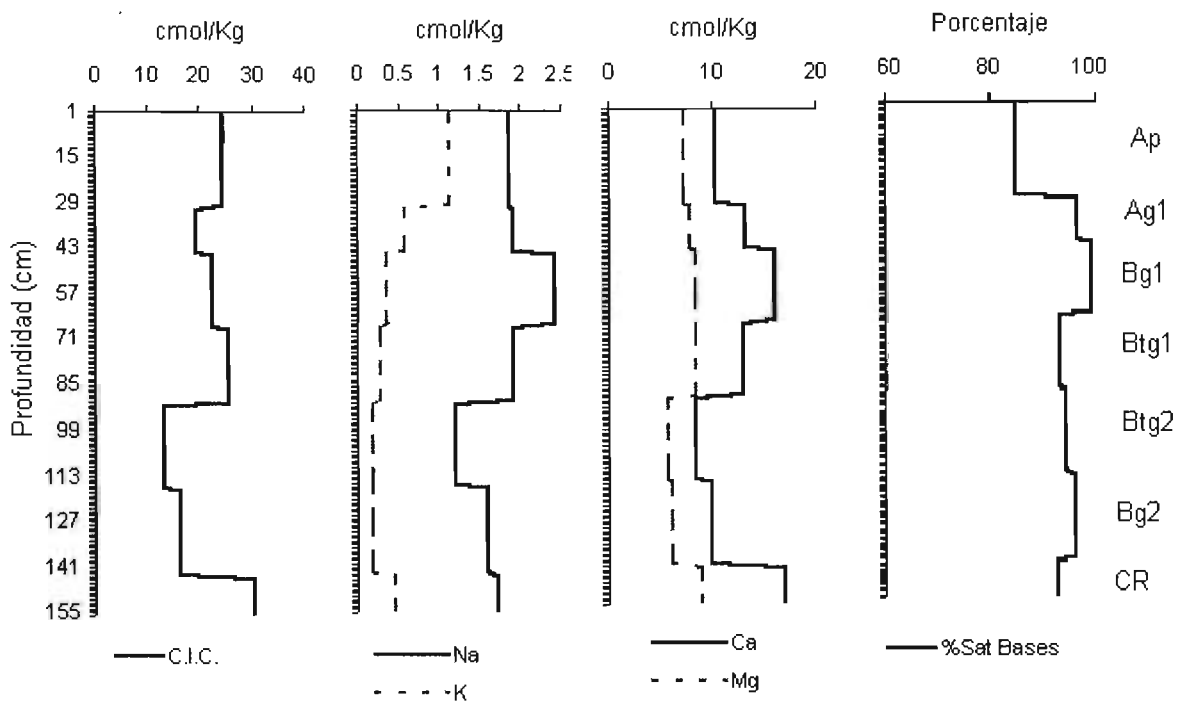 cmol/Kg
0 10 20 30 40
cmol/Kg
0 0.5 1 1.5 2 2.5
cmol/Kg
0 10 20
Porcentaje
60 80 100
Profundidad (cm)
1
15
29
43
57
71
85
99
113
127
141
155
Ap
Ag1
Bg1
Btg1
Btg2
Bg2
CR
C.I.C.
Na
K
Ca
Mg
%Sat Bases